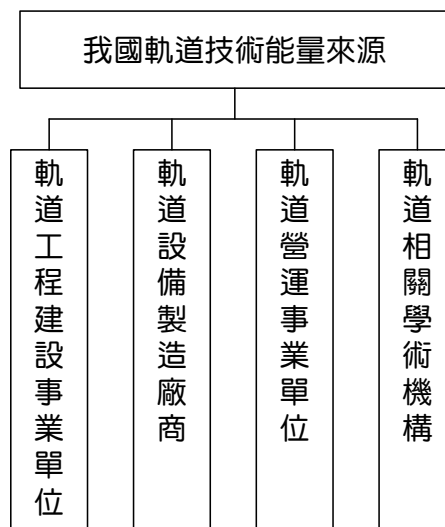 我國軌道技術能量來源
軌道工程建設事業單位
軌道設備製造廠商
軌道營運事業單位
軌道相關學術機構